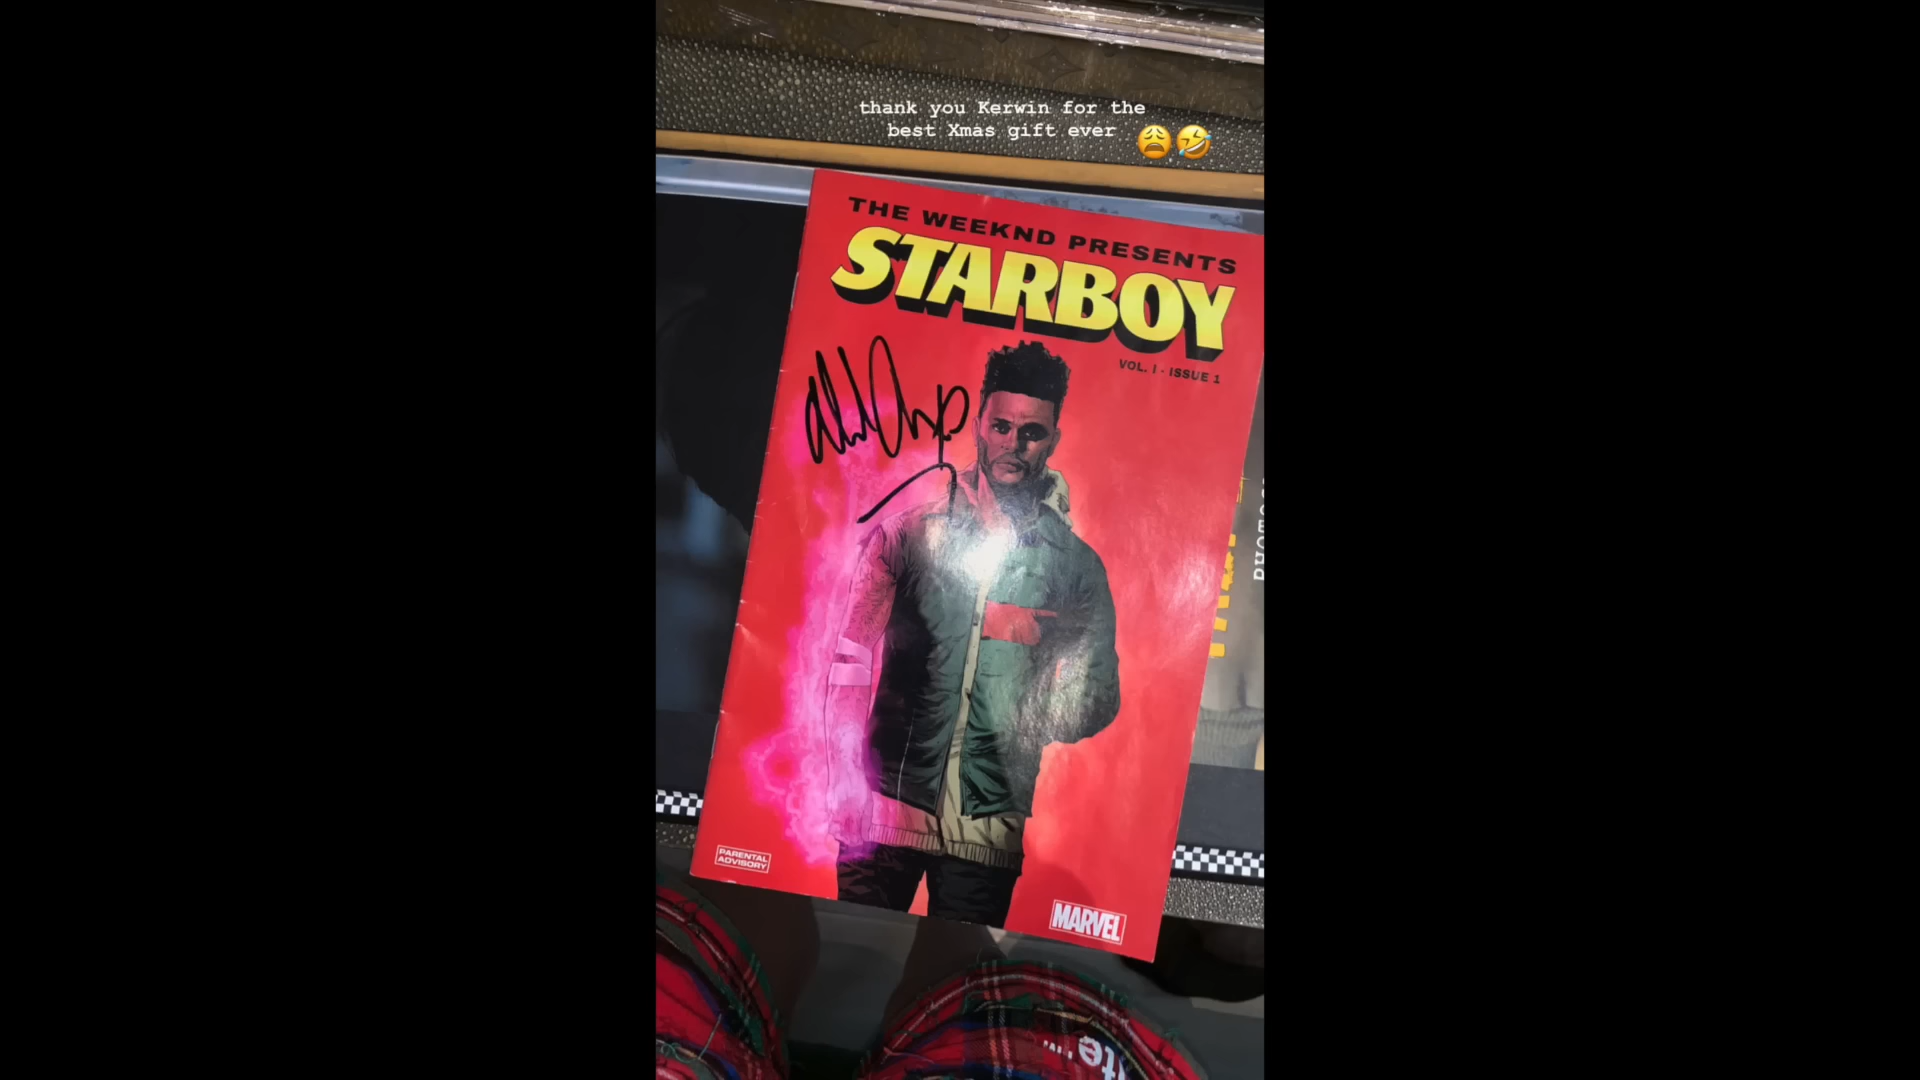 thank you Kerwin for the
best Xmas gift ever
THE WEEKND PRESENTS
STARBOY
VOL. I - ISSUE 1
PARENTAL
ADVISORY
MARVEL